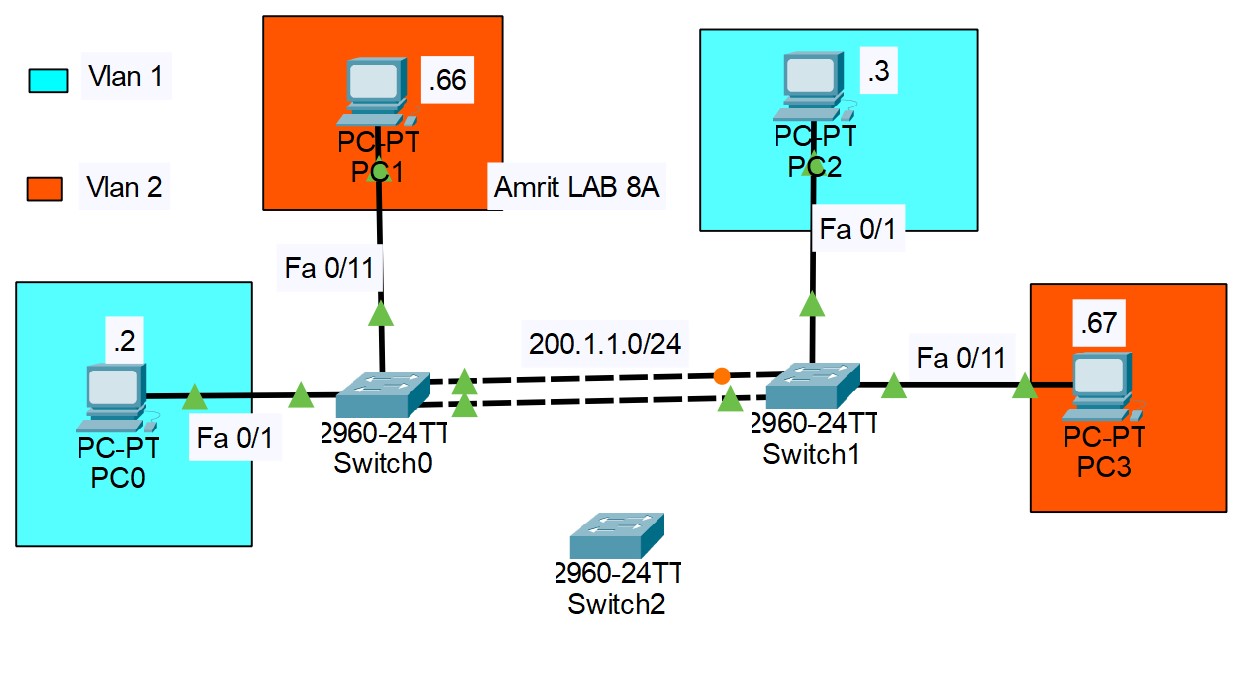 Vlan 1
Vlan 2
.66
PC-PT
PC1
Amrit LAB 8A
Fa 0/11
.3
PC-PT
PC2
Fa 0/1
.2
PC-PT
PC0
Fa 0/1
200.1.1.0/24
2960-24TT
Switch0
2960-24TT
Switch1
Fa 0/11
.67
PC-PT
PC3
2960-24TT
Switch2